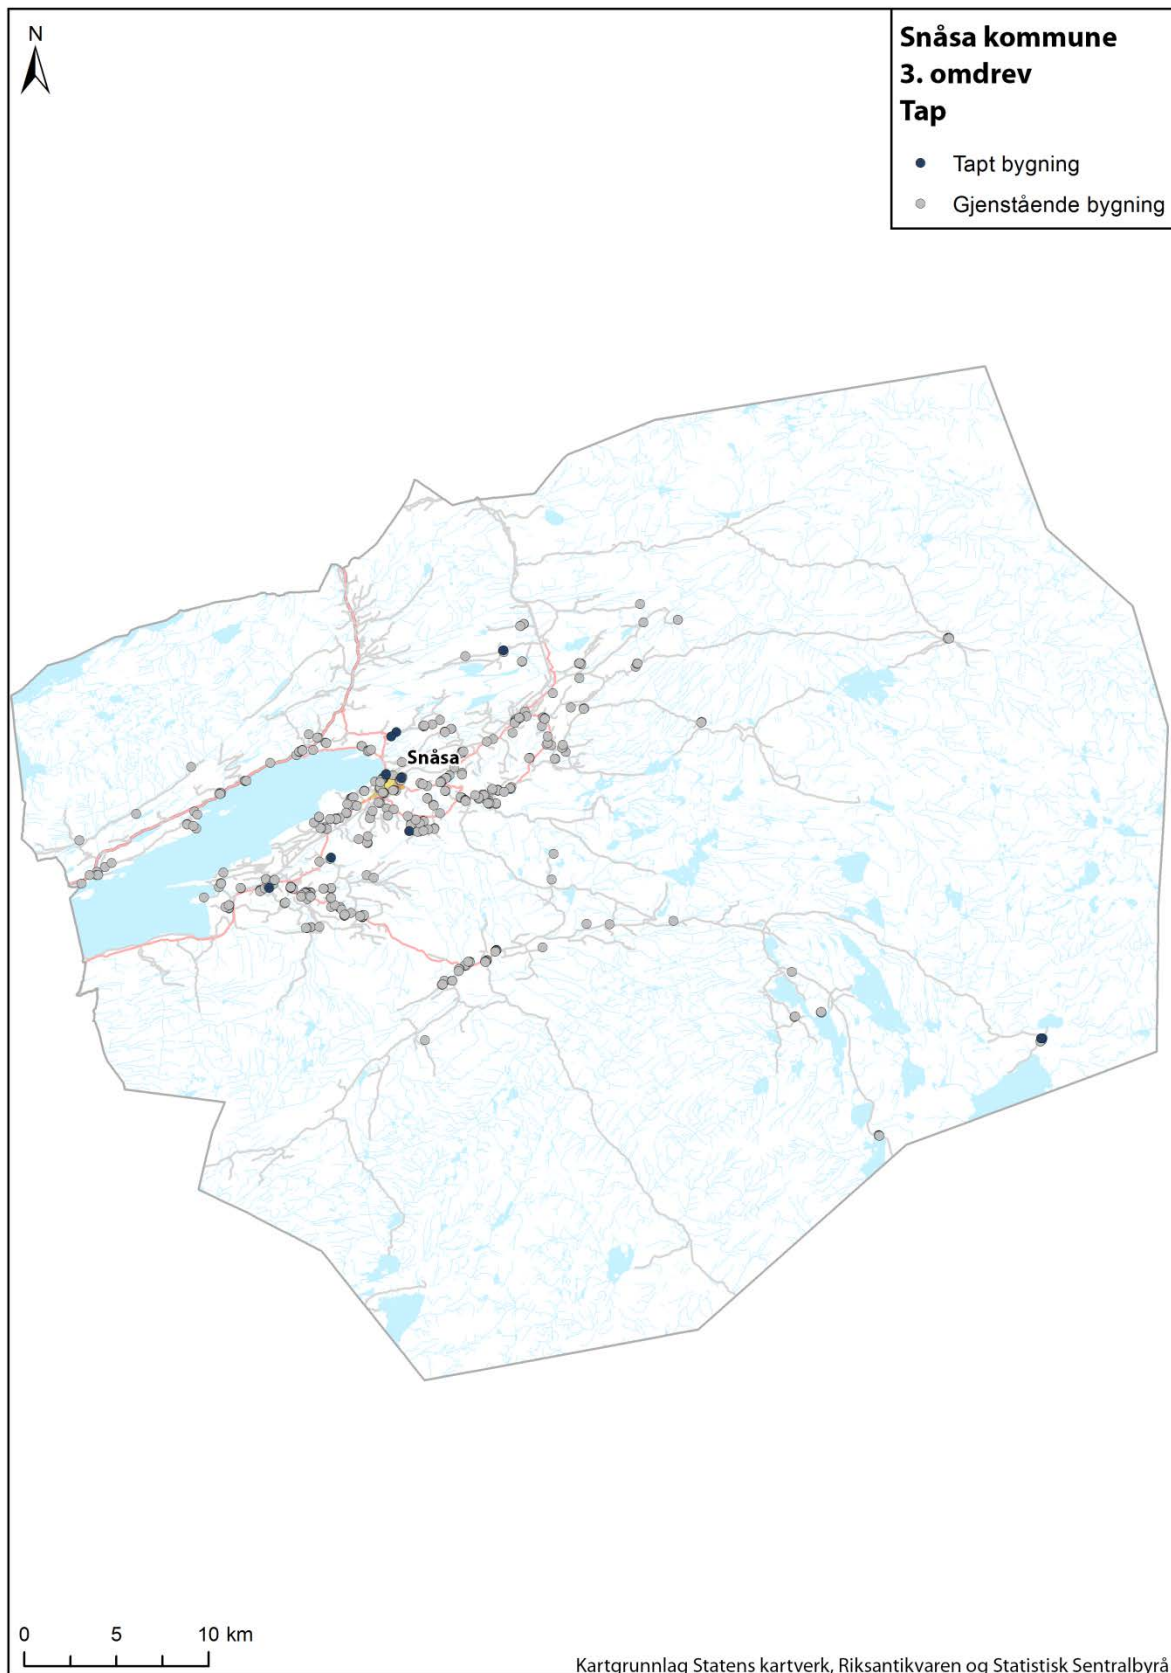 N
Snåsa kommune
3. omdrev
Tap
Tapt bygning
Gjenstående bygning
Snåsa
0 5 10 km
Kartgrunnlag Statens kartverk, Riksantikvaren og Statistisk Sentralbyrå